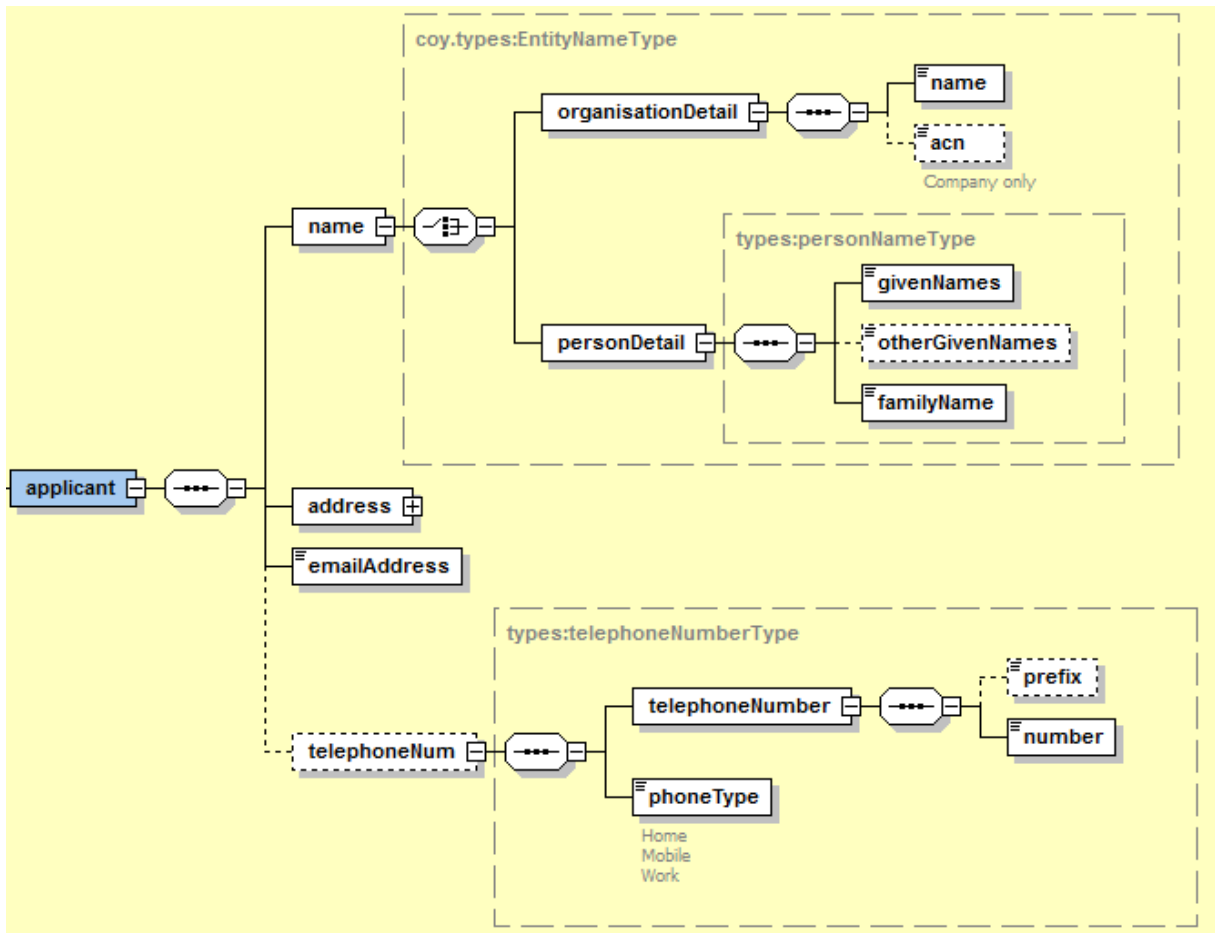 coy.types:EntityNameType
organisationDetail
name
acn
Company only
name
types:personNameType
givenNames
personDetail
otherGivenNames
familyName
applicant
address
emailAddress
types:telephoneNumberType
telephoneNumber
prefix
number
telephoneNum
phoneType
Home
Mobile
Work